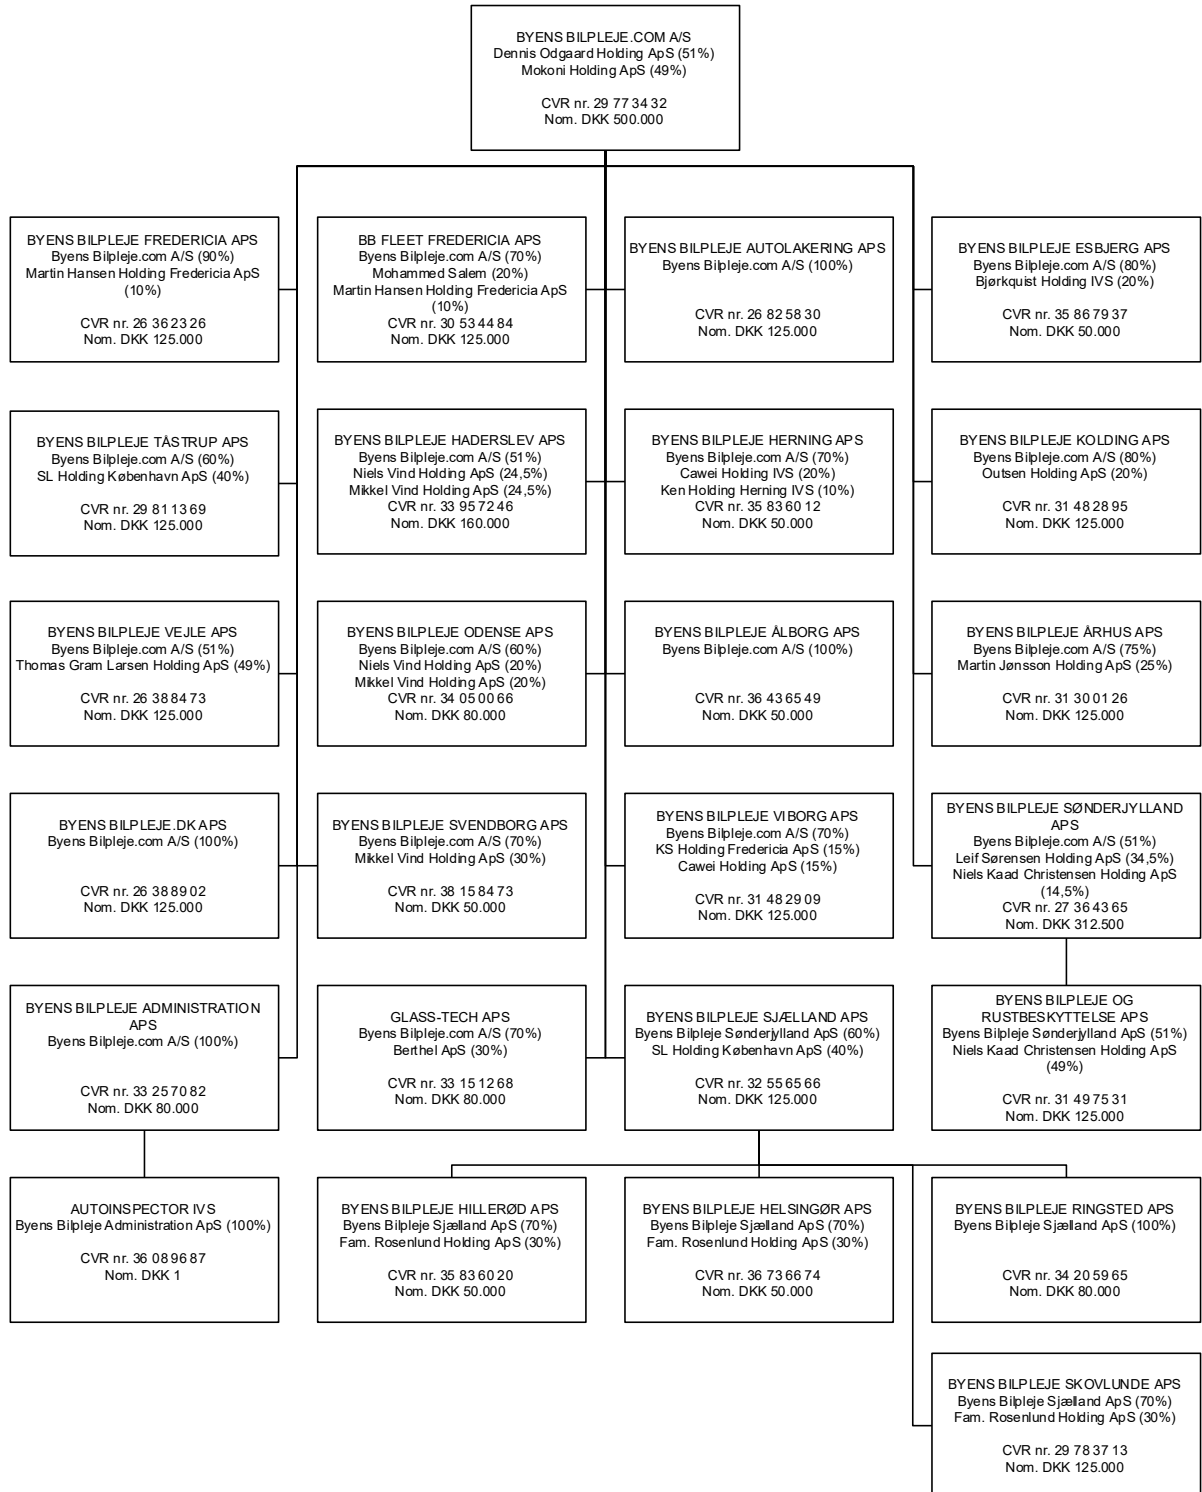 BYENS BILPLEJE.COM A/S
Dennis Odgaard Holding ApS (51%)
Mokoni Holding ApS (49%)
CVR nr. 29 77 34 32
Nom. DKK 500.000
BYENS BILPLEJE FREDERICIA APS
Byens Bilpleje.com A/S (90%)
Martin Hansen Holding Fredericia ApS
(10%)
CVR nr. 26 36 23 26
Nom. DKK 125.000
BB FLEET FREDERICIA APS
Byens Bilpleje.com A/S (70%)
Mohammed Salem (20%)
Martin Hansen Holding Fredericia ApS
(10%)
CVR nr. 30 53 44 84
Nom. DKK 125.000
BYENS BILPLEJE AUTOLAKERING APS
Byens Bilpleje.com A/S (100%)
CVR nr. 26 82 58 30
Nom. DKK 125.000
BYENS BILPLEJE ESBJERG APS
Byens Bilpleje.com A/S (80%)
Bjørkquist Holding IVS (20%)
CVR nr. 35 86 79 37
Nom. DKK 50.000
BYENS BILPLEJE TÅSTRUP APS
Byens Bilpleje.com A/S (60%)
SL Holding København ApS (40%)
CVR nr. 29 81 13 69
Nom. DKK 125.000
BYENS BILPLEJE HADERSLEV APS
Byens Bilpleje.com A/S (51%)
Niels Vind Holding ApS (24,5%)
Mikkel Vind Holding ApS (24,5%)
CVR nr. 33 95 72 46
Nom. DKK 160.000
BYENS BILPLEJE HERNING APS
Byens Bilpleje.com A/S (70%)
Cawei Holding IVS (20%)
Ken Holding Herning IVS (10%)
CVR nr. 35 83 60 12
Nom. DKK 50.000
BYENS BILPLEJE KOLDING APS
Byens Bilpleje.com A/S (80%)
Outsen Holding ApS (20%)
CVR nr. 31 48 28 95
Nom. DKK 125.000
BYENS BILPLEJE VEJLE APS
Byens Bilpleje.com A/S (51%)
Thomas Gram Larsen Holding ApS (49%)
CVR nr. 26 38 84 73
Nom. DKK 125.000
BYENS BILPLEJE ODENSE APS
Byens Bilpleje.com A/S (60%)
Niels Vind Holding ApS (20%)
Mikkel Vind Holding ApS (20%)
CVR nr. 34 05 00 66
Nom. DKK 80.000
BYENS BILPLEJE ÅLBORG APS
Byens Bilpleje.com A/S (100%)
CVR nr. 36 43 65 49
Nom. DKK 50.000
BYENS BILPLEJE ÅRHUS APS
Byens Bilpleje.com A/S (75%)
Martin Jønsson Holding ApS (25%)
CVR nr. 31 30 01 26
Nom. DKK 125.000
BYENS BILPLEJE.DK APS
Byens Bilpleje.com A/S (100%)
CVR nr. 26 38 89 02
Nom. DKK 125.000
BYENS BILPLEJE SVENDBORG APS
Byens Bilpleje.com A/S (70%)
Mikkel Vind Holding ApS (30%)
CVR nr. 38 15 84 73
Nom. DKK 50.000
BYENS BILPLEJE VIBORG APS
Byens Bilpleje.com A/S (70%)
KS Holding Fredericia ApS (15%)
Cawei Holding ApS (15%)
CVR nr. 31 48 29 09
Nom. DKK 125.000
BYENS BILPLEJE SØNDERJYLLAND
APS
Byens Bilpleje.com A/S (51%)
Leif Sørensen Holding ApS (34,5%)
Niels Kaad Christensen Holding ApS
(14,5%)
CVR nr. 27 36 43 65
Nom. DKK 312.500
BYENS BILPLEJE ADMINISTRATION
APS
Byens Bilpleje.com A/S (100%)
CVR nr. 33 25 70 82
Nom. DKK 80.000
GLASS-TECH APS
Byens Bilpleje.com A/S (70%)
Berthel ApS (30%)
CVR nr. 33 15 12 68
Nom. DKK 80.000
BYENS BILPLEJE SJÆLLAND APS
Byens Bilpleje Sønderjylland ApS (60%)
SL Holding København ApS (40%)
CVR nr. 32 55 65 66
Nom. DKK 125.000
BYENS BILPLEJE OG
RUSTBESKYTTELSE APS
Byens Bilpleje Sønderjylland ApS (51%)
Niels Kaad Christensen Holding ApS
(49%)
CVR nr. 31 49 75 31
Nom. DKK 125.000
AUTOINSPECTOR IVS
Byens Bilpleje Administration ApS (100%)
CVR nr. 36 08 96 87
Nom. DKK 1
BYENS BILPLEJE HILLERØD APS
Byens Bilpleje Sjælland ApS (70%)
Fam. Rosenlund Holding ApS (30%)
CVR nr. 35 83 60 20
Nom. DKK 50.000
BYENS BILPLEJE HELSINGØR APS
Byens Bilpleje Sjælland ApS (70%)
Fam. Rosenlund Holding ApS (30%)
CVR nr. 36 73 66 74
Nom. DKK 50.000
BYENS BILPLEJE RINGSTED APS
Byens Bilpleje Sjælland ApS (100%)
CVR nr. 34 20 59 65
Nom. DKK 80.000
BYENS BILPLEJE SKOVLUNDE APS
Byens Bilpleje Sjælland ApS (70%)
Fam. Rosenlund Holding ApS (30%)
CVR nr. 29 78 37 13
Nom. DKK 125.000